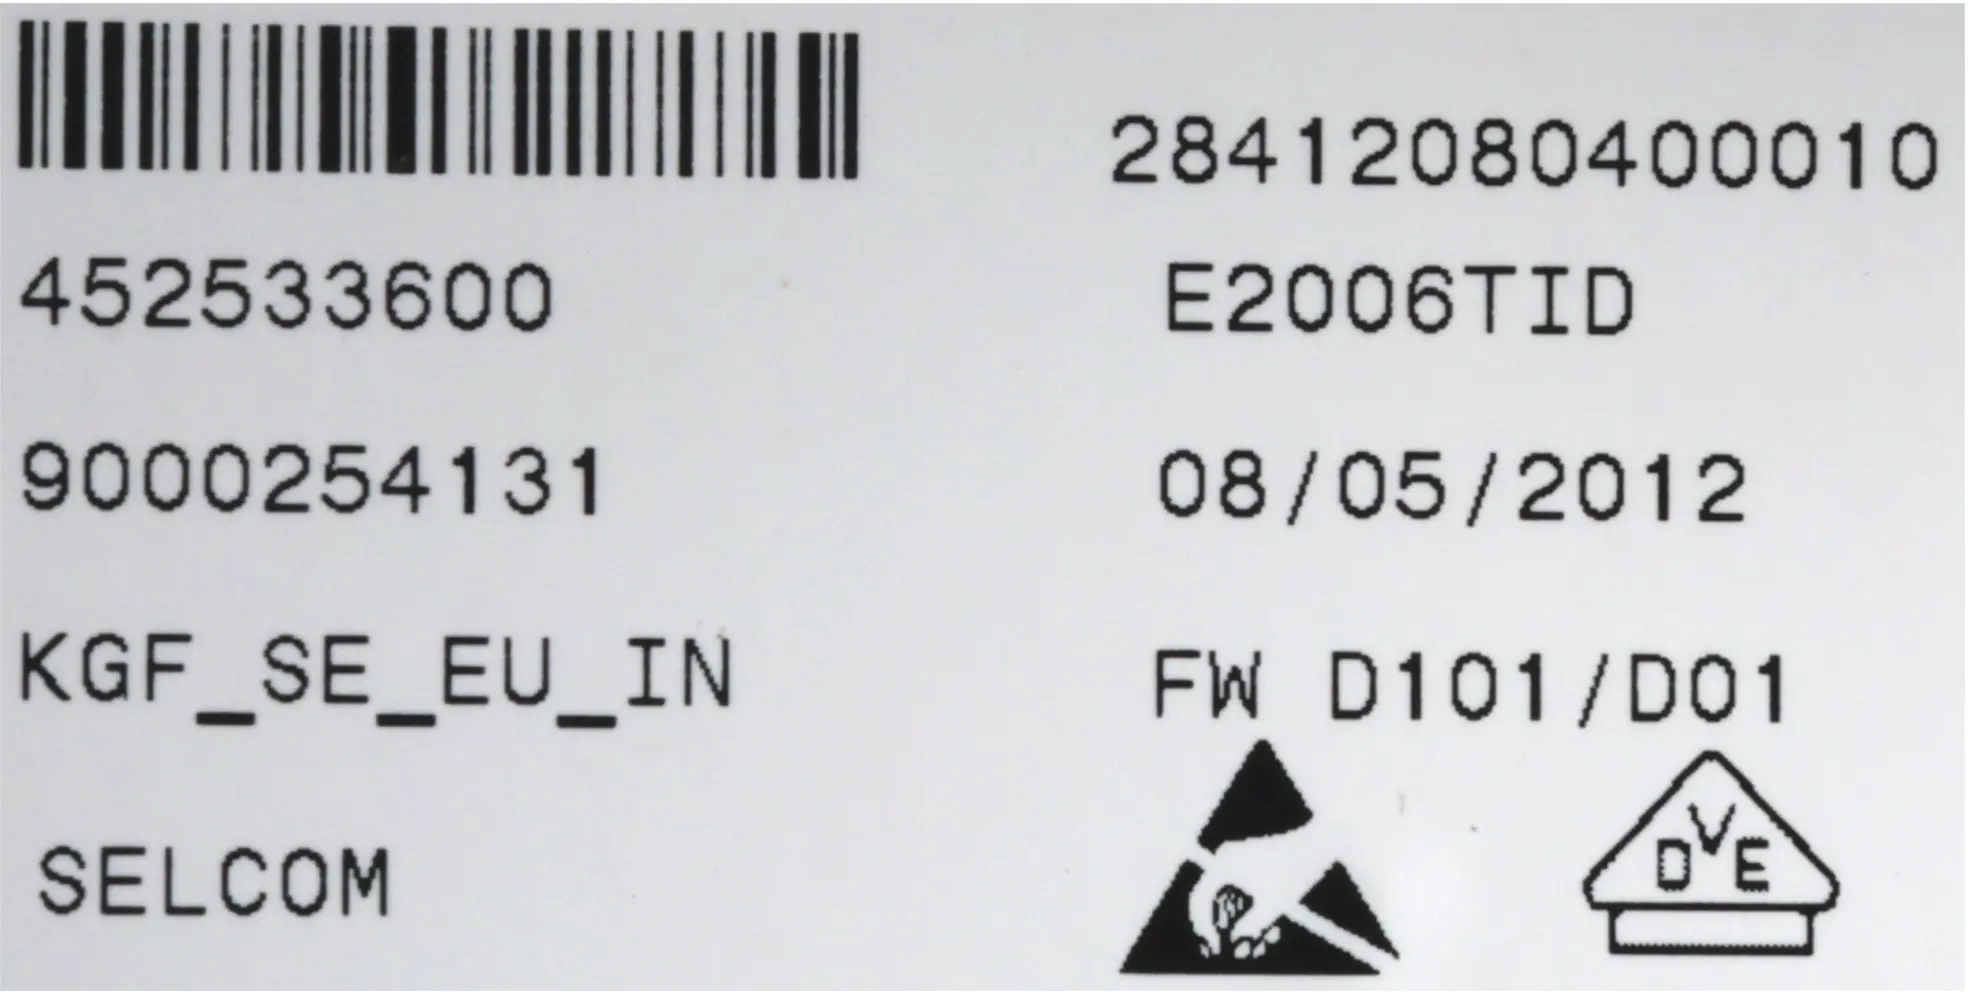 28412080400010
452533600 E2006TID
9000254131 08/05/2012
KGF_SE_EU_IN FW D101/D01
SELCOM
DVE